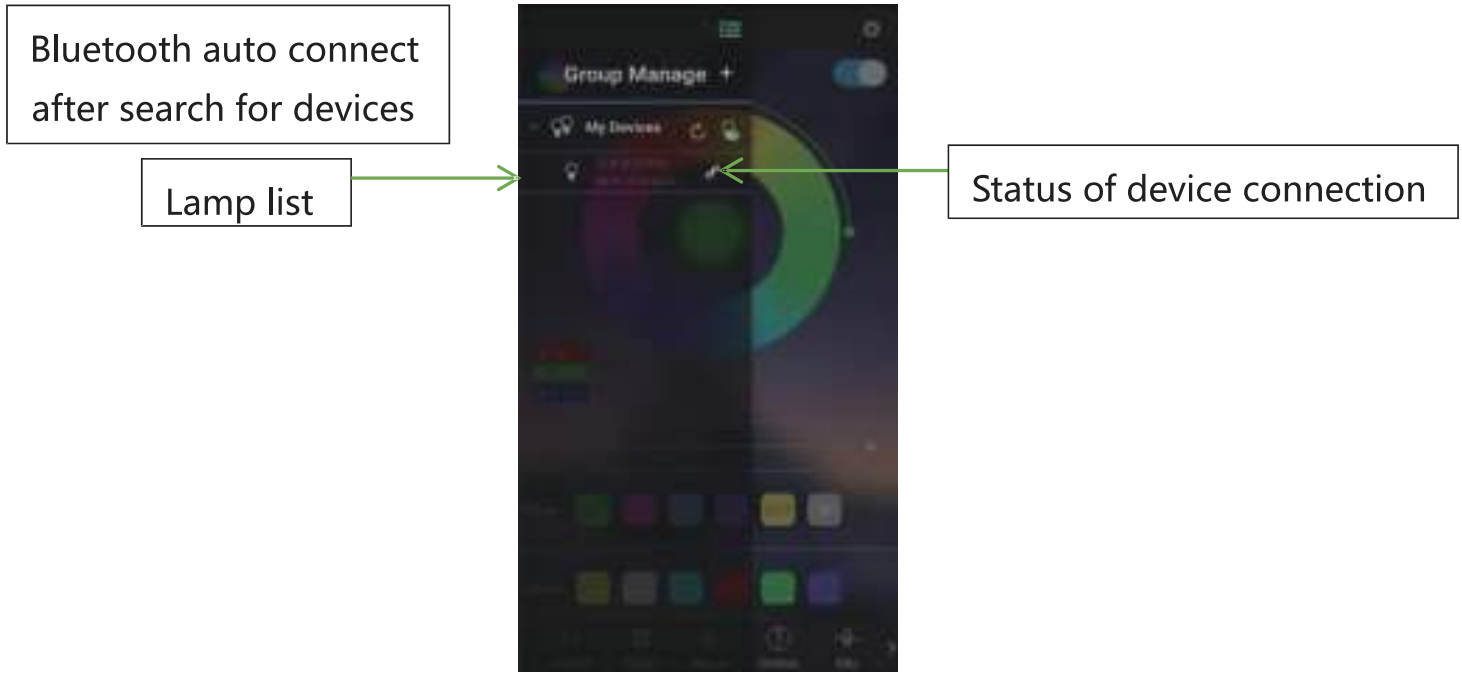 Bluetooth auto connect
after search for devices
Lamp list
Group Manage +
My Devices
Status of device connection